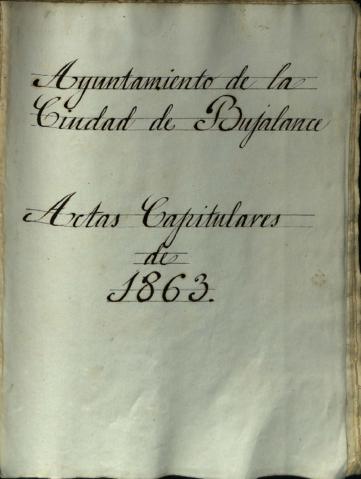 Ayuntamiento de la
Ciudad de Bujalance
Actas Capitulares
de
1863.